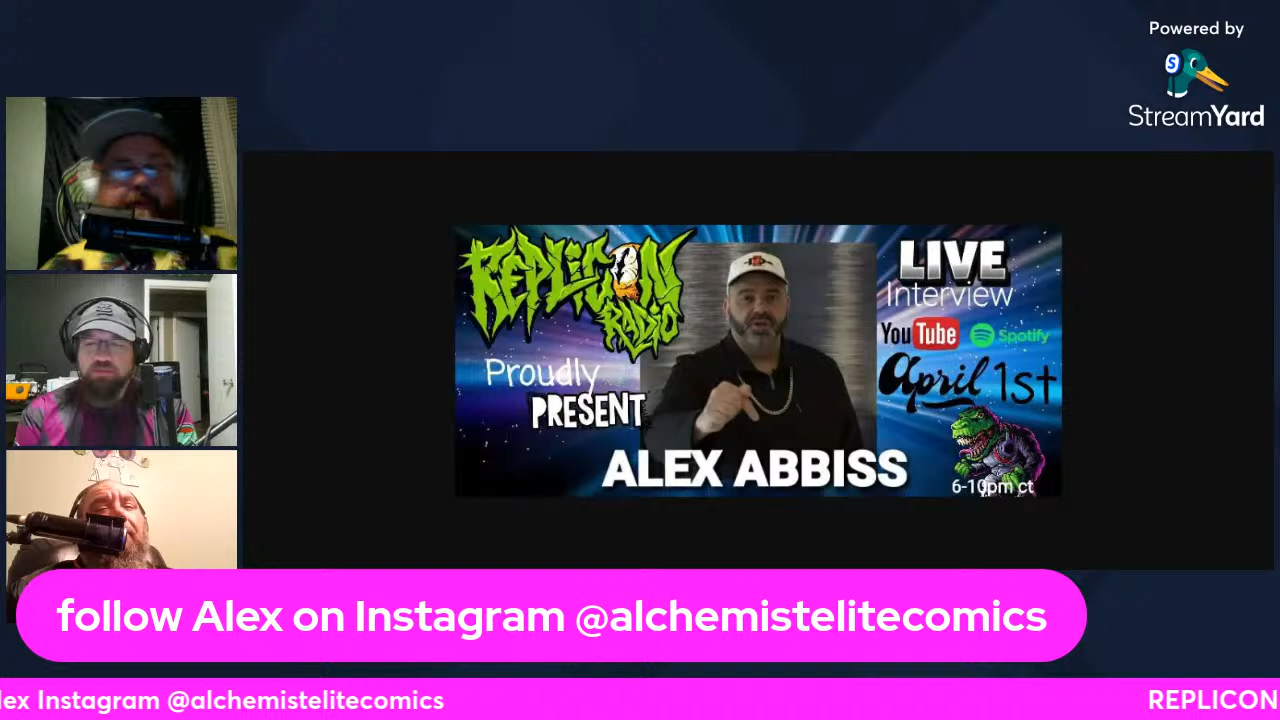 Powered by
StreamYard
REPLICON
RADIO
Proudly
PRESENT
LIVE
Interview
YouTube Spotify
April 1st
ALEX ABBISS
6-10pm ct
follow Alex on Instagram @alchemistelitecomics
lex Instagram @alchemistelitecomics
REPLICON